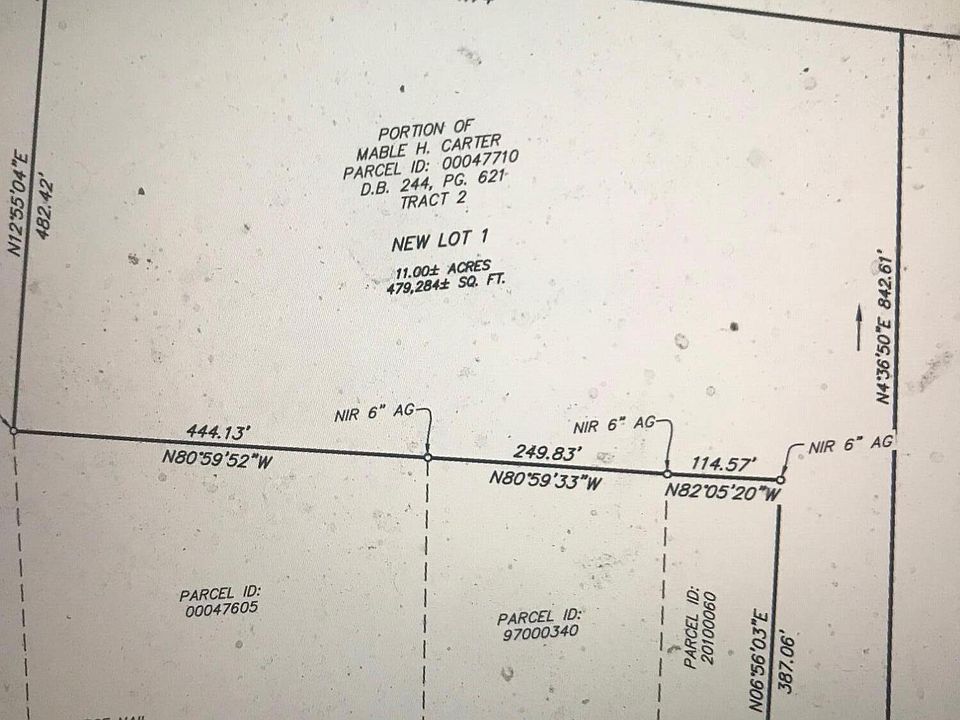 PORTION OF
MABLE H. CARTER
PARCEL ID: 00047710
D.B. 244, PG. 621
TRACT 2
NEW LOT 1
11.00± ACRES
479,284± SQ. FT.
N12°55'04"E
482.42'
N4°36'50"E 842.61'
NIR 6" AG
NIR 6" AG
NIR 6" AG
444.13'
N80°59'52"W
249.83'
N80°59'33"W
114.57'
N82°05'20"W
PARCEL ID:
00047605
PARCEL ID:
97000340
PARCEL ID:
20100060
N06°56'03"E
387.06'